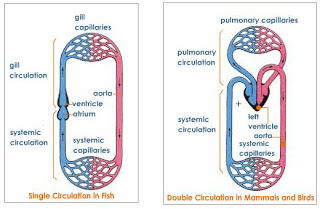 gill
capillaries
gill
circulation
aorta
ventricle
atrium
systemic
circulation
systemic
capillaries
Single Circulation in Fish
pulmonary capillaries
pulmonary
circulation
+
systemic
circulation
left
ventricle
aorta
systemic
capillaries
Double Circulation in Mammals and Birds